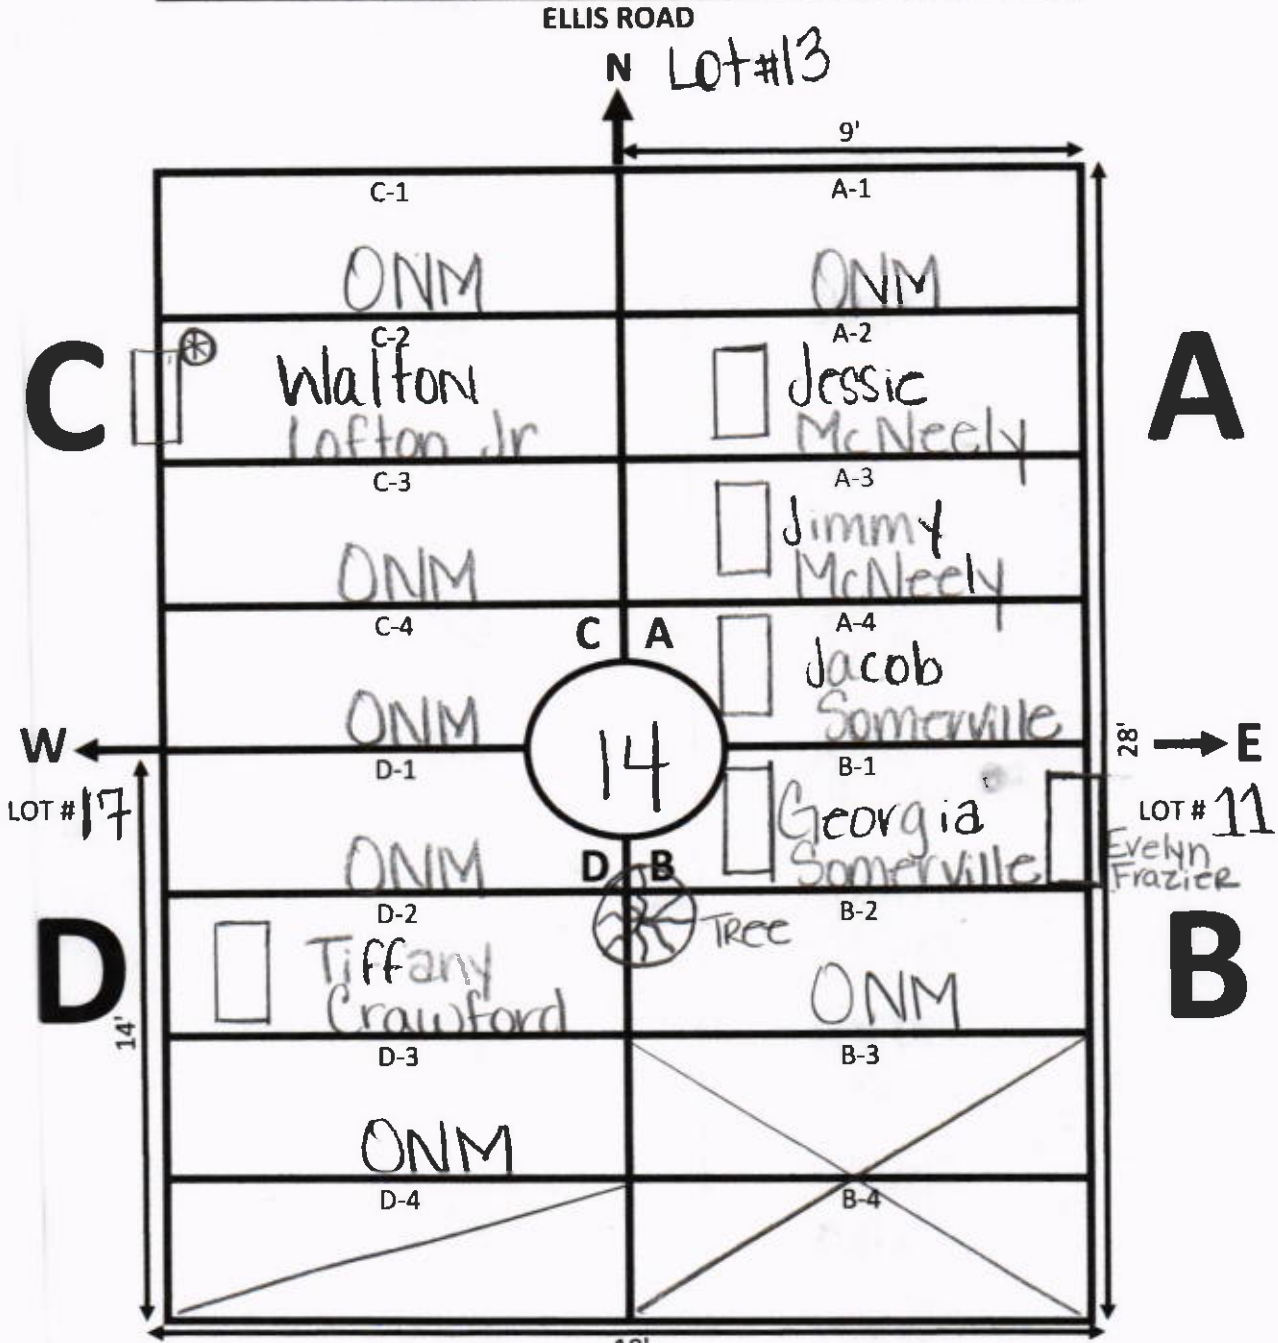 ELLIS ROAD
N Lot #13
9'
C-1
ONM
A-1
ONM
C
C-2
Walton
Lofton Jr
A-2
Jessie
McNeely
A
C-3
ONM
A-3
Jimmy
McNeely
C-4
ONM
C A
A-4
Jacob
Somerville
W
14
28'
E
LOT # 17
D-1
ONM
B-1
Georgia
Somerville
LOT # 11
Evelyn
Frazier
D B
D
D-2
Tiffany
Crawford
TREE
B-2
ONM
B
14'
D-3
ONM
B-3
D-4
B-4